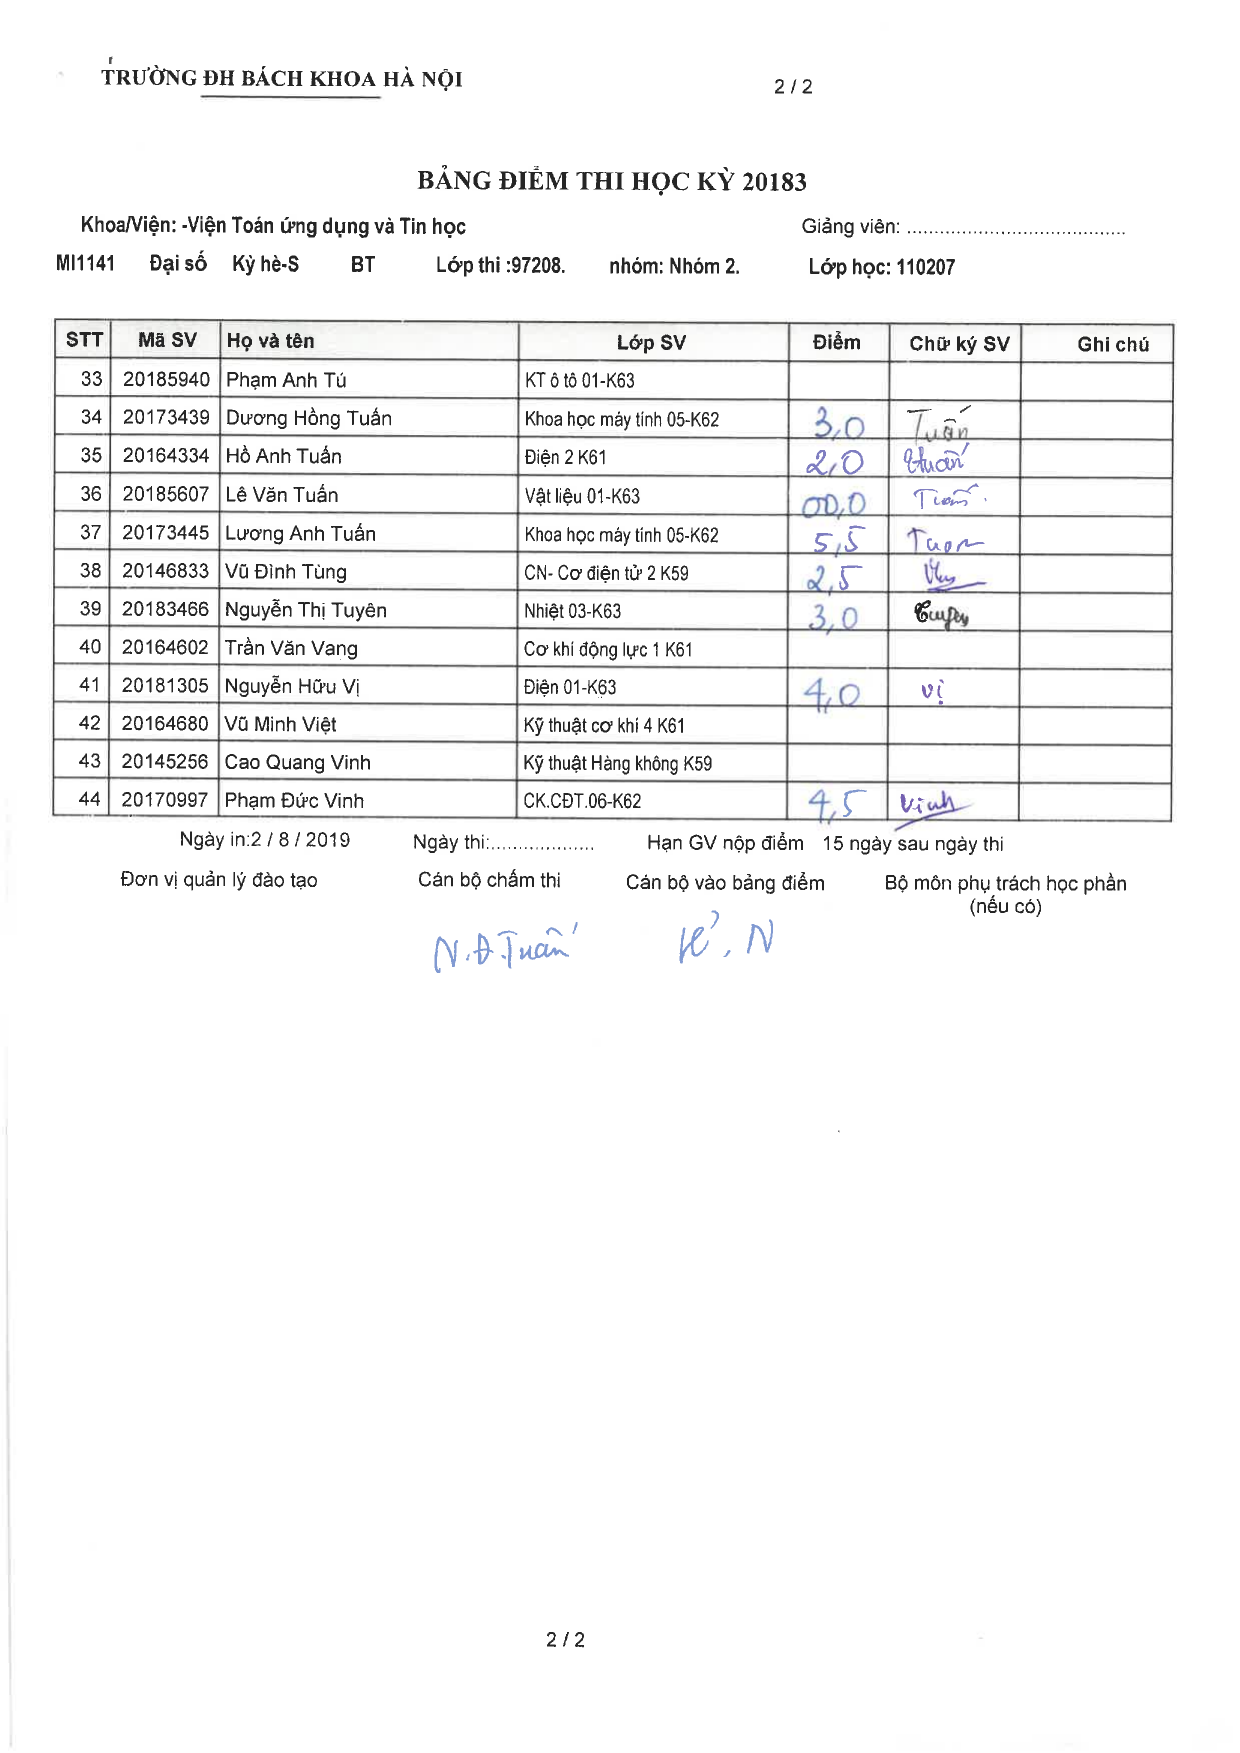 TRƯỜNG ĐH BÁCH KHOA HÀ NỘI
2 / 2
BẢNG ĐIỂM THI HỌC KỲ 20183
Khoa/Viện: -Viện Toán ứng dụng và Tin học Giảng viên: ........................................
MI1141 Đại số Kỳ hè-S BT Lớp thi :97208. nhóm: Nhóm 2. Lớp học: 110207
STT Mã SV Họ và tên Lớp SV Điểm Chữ ký SV Ghi chú
33 20185940 Phạm Anh Tú KT ô tô 01-K63
34 20173439 Dương Hồng Tuấn Khoa học máy tính 05-K62 3,0 Tuấn
35 20164334 Hồ Anh Tuấn Điện 2 K61 2,0
36 20185607 Lê Văn Tuấn Vật liệu 01-K63 00,0
37 20173445 Lương Anh Tuấn Khoa học máy tính 05-K62 5,5
38 20146833 Vũ Đình Tùng CN- Cơ điện tử 2 K59 2,5
39 20183466 Nguyễn Thị Tuyên Nhiệt 03-K63 3,0
40 20164602 Trần Văn Vang Cơ khí động lực 1 K61
41 20181305 Nguyễn Hữu Vị Điện 01-K63 4,0 vị
42 20164680 Vũ Minh Việt Kỹ thuật cơ khí 4 K61
43 20145256 Cao Quang Vinh Kỹ thuật Hàng không K59
44 20170997 Phạm Đức Vinh CK.CĐT.06-K62 4,5 Vinh
Ngày in:2 / 8 / 2019 Ngày thi:................... Hạn GV nộp điểm 15 ngày sau ngày thi
Đơn vị quản lý đào tạo Cán bộ chấm thi Cán bộ vào bảng điểm Bộ môn phụ trách học phần
(nếu có)
N.Đ.Tuấn
2 / 2